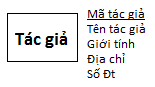 Tác giả
Mã tác giả
Tên tác giả
Giới tính
Địa chỉ
Số Đt